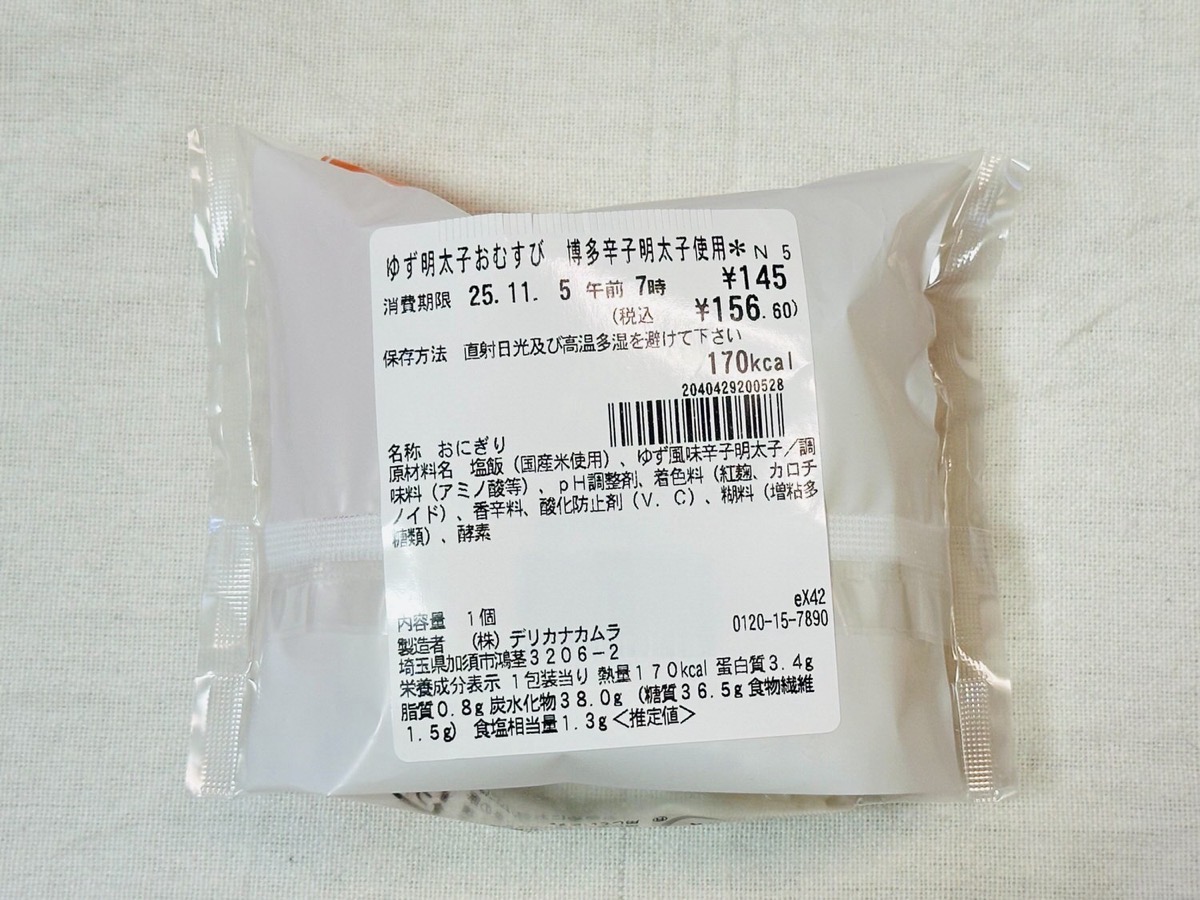 ゆず明太子おむすび　博多辛子明太子使用＊Ｎ５
消費期限 25.11. 5 午前 7時 ¥145
(税込 ¥156.60)
保存方法　直射日光及び高温多湿を避けて下さい
170kcal
2040429200528
名称　おにぎり
原材料名　塩飯（国産米使用）、ゆず風味辛子明太子／調
味料（アミノ酸等）、ｐＨ調整剤、着色料（紅麹、カロチ
ノイド）、香辛料、酸化防止剤（Ｖ．Ｃ）、糊料（増粘多
糖類）、酵素
eX42
内容量　１個 0120-15-7890
製造者　（株）デリカナカムラ
埼玉県加須市鴻茎３２０６－２
栄養成分表示 １包装当り 熱量１７０kcal 蛋白質３.４ｇ
脂質０.８ｇ炭水化物３８.０ｇ（糖質３６.５ｇ食物繊維
１.５ｇ） 食塩相当量１.３ｇ＜推定値＞